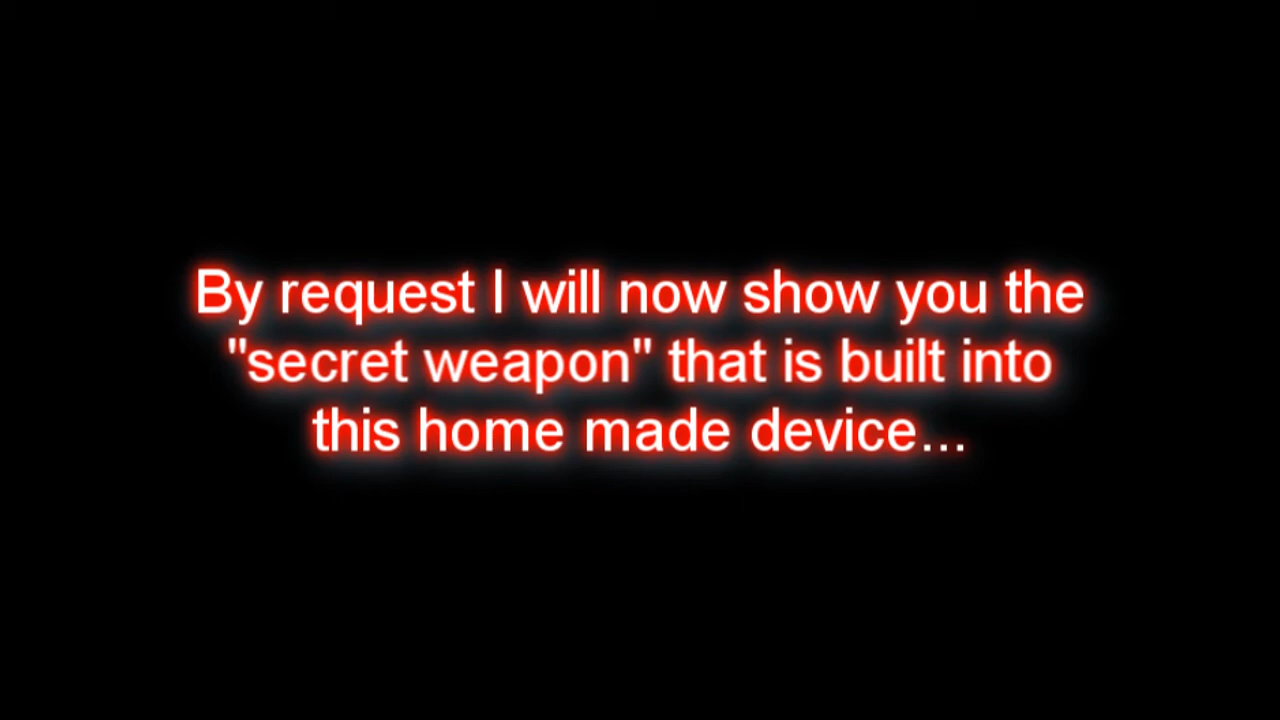 By request I will now show you the
"secret weapon" that is built into
this home made device...